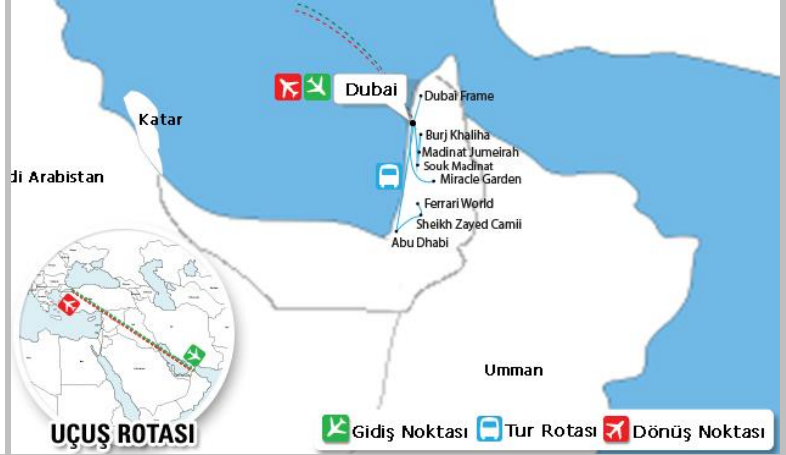 Dubai
Dubai Frame
Katar
Burj Khaliha
Madinat Jumeirah
Souk Madinat
Miracle Garden
di Arabistan
Ferrari World
Sheikh Zayed Camii
Abu Dhabi
Umman
UÇUŞ ROTASI
Gidiş Noktası
Tur Rotası
Dönüş Noktası